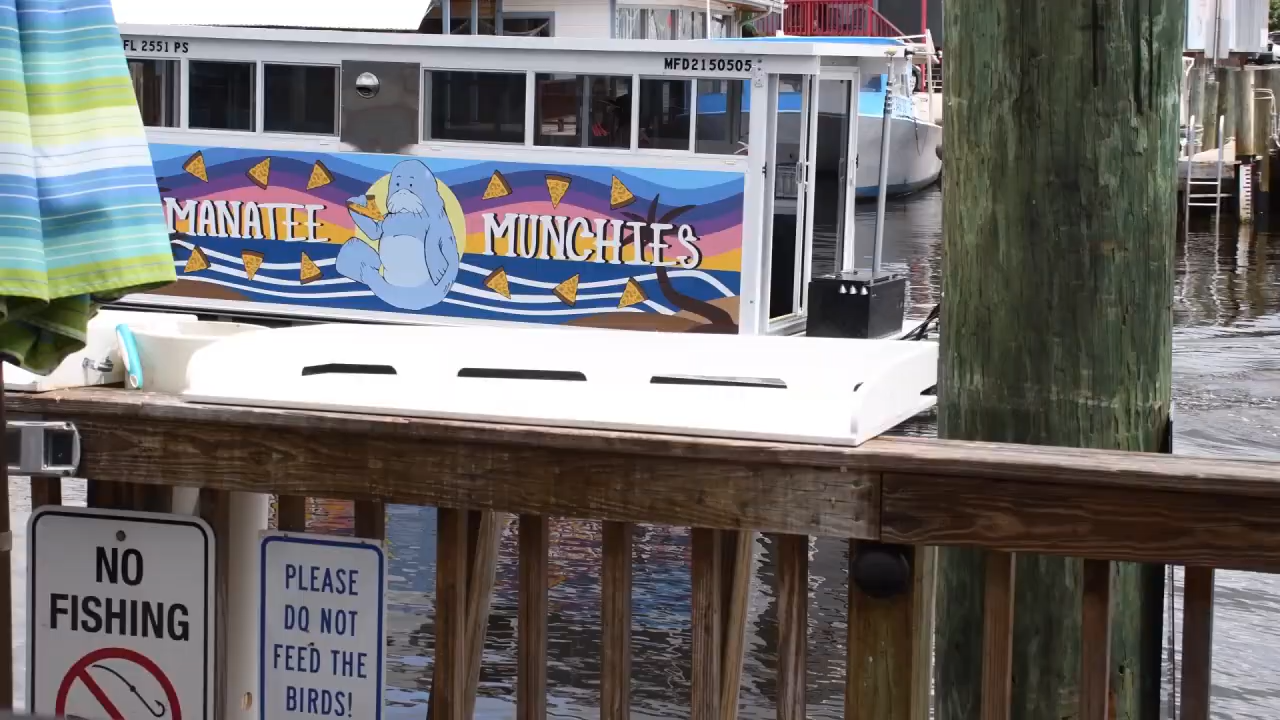 FL 2551 PS
MFD2150505
MANATEE MUNCHIES
NO
FISHING
PLEASE
DO NOT
FEED THE
BIRDS!